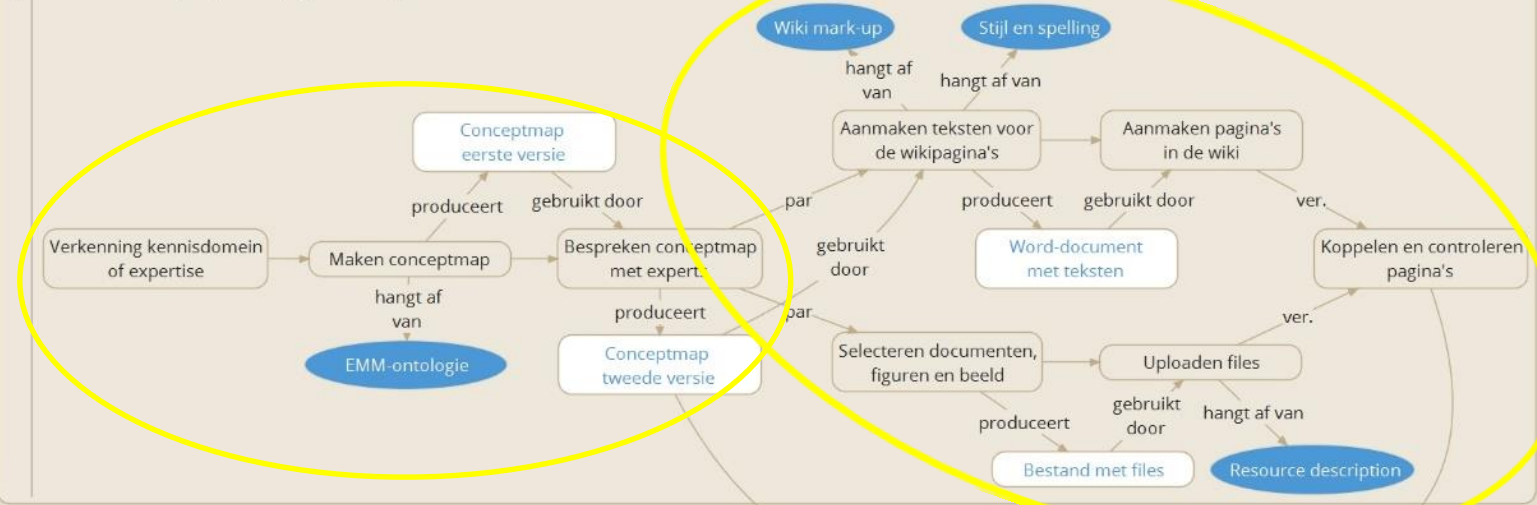 Wiki mark-up
Stijl en spelling
hangt af
van
hangt af van
Conceptmap
eerste versie
Aanmaken teksten voor
de wikipagina's
Aanmaken pagina's
in de wiki
produceert
gebruikt door
par
produceert
gebruikt door
ver.
Verkenning kennisdomein
of expertise
Maken conceptmap
Bespreken conceptmap
met experts
gebruikt
door
Word-document
met teksten
Koppelen en controleren
pagina's
hangt af
van
produceert
par
ver.
EMM-ontologie
Conceptmap
tweede versie
Selecteren documenten,
figuren en beeld
Uploaden files
produceert
gebruikt
door
hangt af van
Bestand met files
Resource description